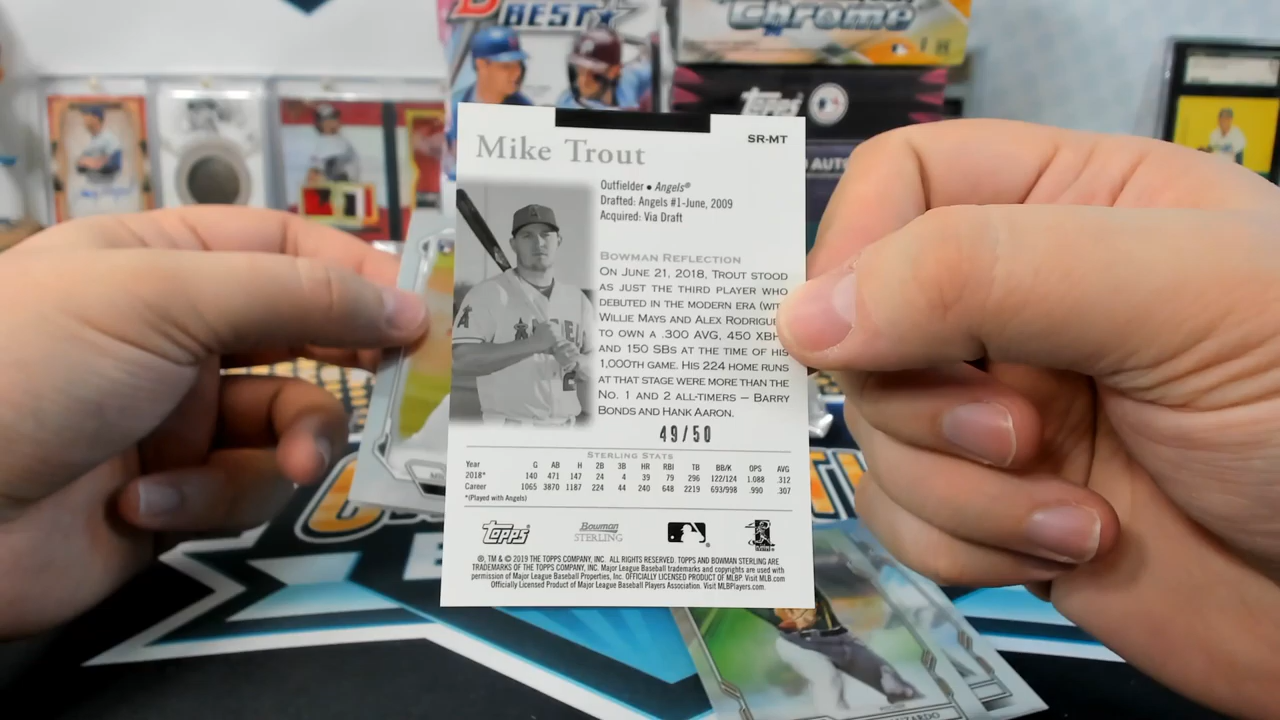 BEST
Chrome
Topps
AUTO
Mike Trout
SR-MT
Outfielder • Angels®
Drafted: Angels #1-June, 2009
Acquired: Via Draft
BOWMAN REFLECTION
ON JUNE 21, 2018, TROUT STOOD
AS JUST THE THIRD PLAYER WHO
DEBUTED IN THE MODERN ERA (WITH
WILLIE MAYS AND ALEX RODRIGUE
TO OWN A .300 AVG, 450 XBH
AND 150 SBS AT THE TIME OF HIS
1,000TH GAME. HIS 224 HOME RUNS
AT THAT STAGE WERE MORE THAN THE
NO. 1 AND 2 ALL-TIMERS – BARRY
BONDS AND HANK AARON.
49/50
STERLING STATS
Year G AB H 2B 3B HR RBI TB BB/K OPS AVG
2018* 140 471 147 24 4 39 79 296 122/124 1.088 .312
Career 1065 3870 1187 224 44 240 648 2219 693/998 .990 .307
*(Played with Angels)
Topps
Bowman
STERLING
®, TM & © 2019 THE TOPPS COMPANY, INC. ALL RIGHTS RESERVED. TOPPS AND BOWMAN STERLING ARE
TRADEMARKS OF THE TOPPS COMPANY, INC. Major League Baseball trademarks and copyrights are used with
permission of Major League Baseball Properties, Inc. OFFICIALLY LICENSED PRODUCT OF MLBP. Visit MLB.com
Officially Licensed Product of Major League Baseball Players Association. Visit MLBPlayers.com.